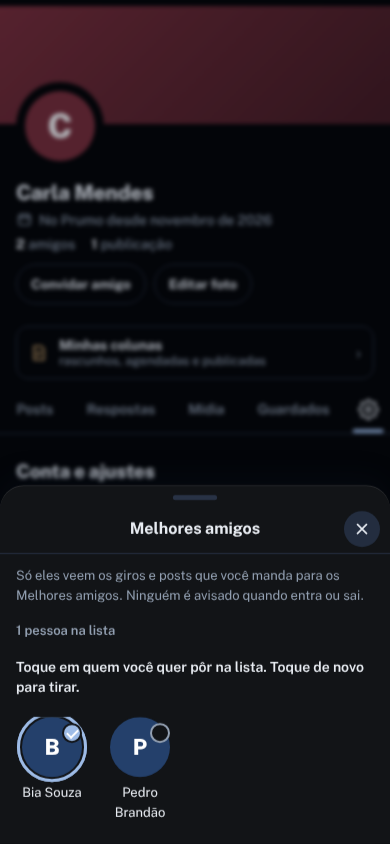 C
Carla Mendes
No Prumo desde novembro de 2026
2 amigos 1 publicação
Convidar amigo Editar foto
Minhas colunas
rascunhos, agendadas e publicadas
Posts Respostas Mídia Guardados
Conta e ajustes
Melhores amigos
Só eles veem os giros e posts que você manda para os
Melhores amigos. Ninguém é avisado quando entra ou sai.
1 pessoa na lista
Toque em quem você quer pôr na lista. Toque de novo
para tirar.
B P
Bia Souza Pedro
Brandão